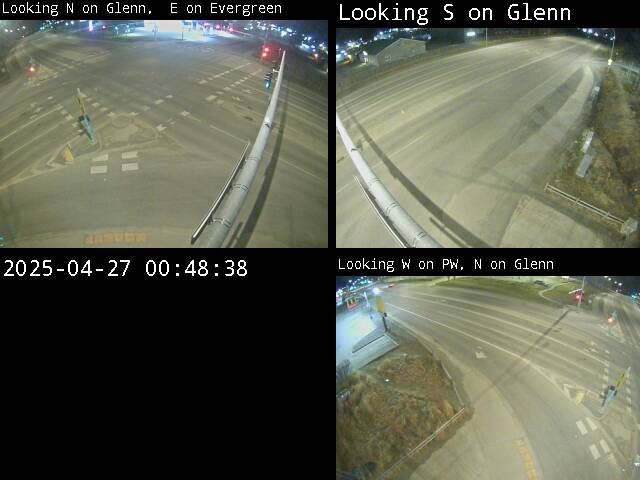 Looking N on Glenn,  E on Evergreen
Looking S on Glenn
2025-04-27 00:48:38
Looking W on PW, N on Glenn